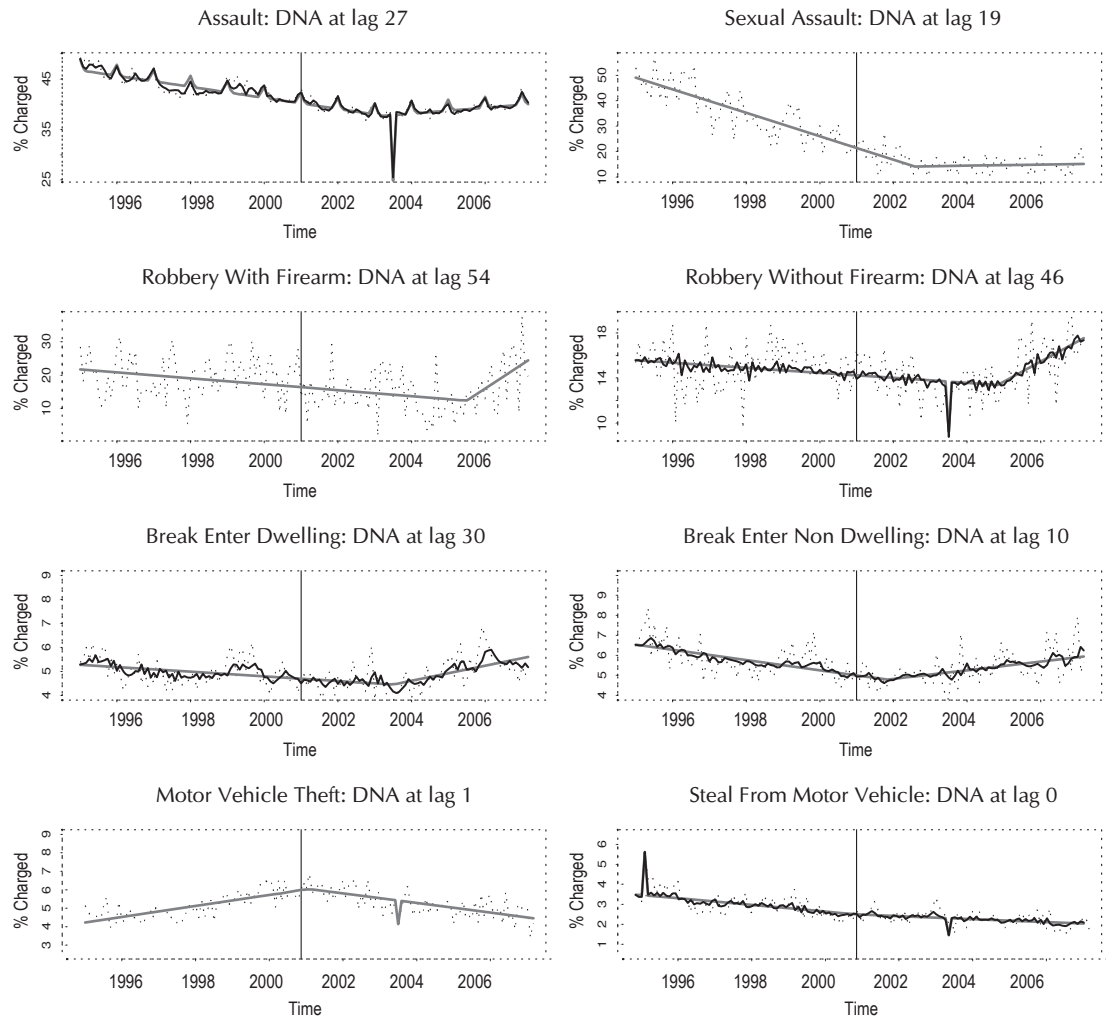 Assault: DNA at lag 27
% Charged
45
35
25
1996 1998 2000 2002 2004 2006
Time
Sexual Assault: DNA at lag 19
% Charged
50
40
30
20
10
1996 1998 2000 2002 2004 2006
Time
Robbery With Firearm: DNA at lag 54
% Charged
30
20
10
1996 1998 2000 2002 2004 2006
Time
Robbery Without Firearm: DNA at lag 46
% Charged
18
14
10
1996 1998 2000 2002 2004 2006
Time
Break Enter Dwelling: DNA at lag 30
% Charged
9
8
7
6
5
4
1996 1998 2000 2002 2004 2006
Time
Break Enter Non Dwelling: DNA at lag 10
% Charged
9
8
7
6
5
4
1996 1998 2000 2002 2004 2006
Time
Motor Vehicle Theft: DNA at lag 1
% Charged
9
8
7
6
5
4
3
1996 1998 2000 2002 2004 2006
Time
Steal From Motor Vehicle: DNA at lag 0
% Charged
6
5
4
3
2
1
1996 1998 2000 2002 2004 2006
Time